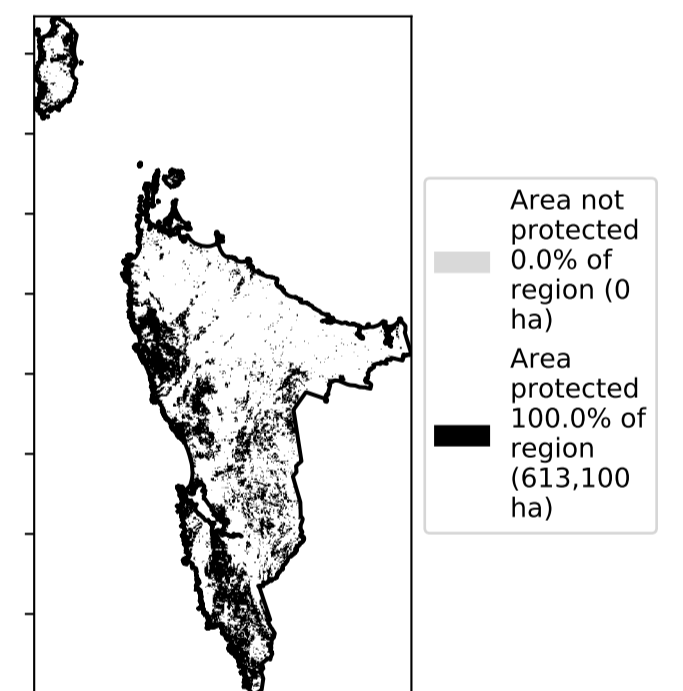 Area not
protected
0.0% of
region (0
ha)
Area
protected
100.0% of
region
(613,100
ha)